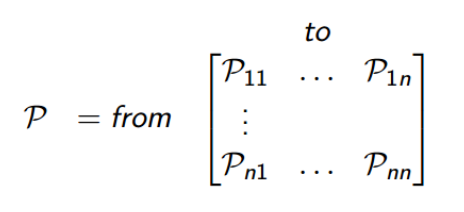 to
𝒫₁₁ … 𝒫₁ₙ
𝒫 = from ⋮
𝒫ₙ₁ … 𝒫ₙₙ